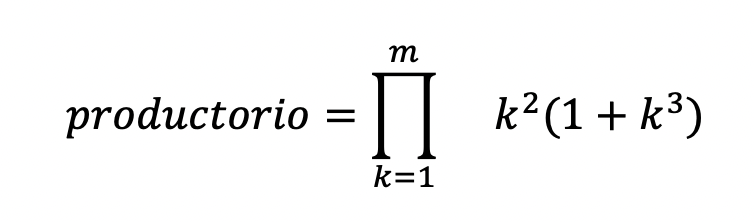 productorio = ∏_{k=1}^{m} k²(1 + k³)